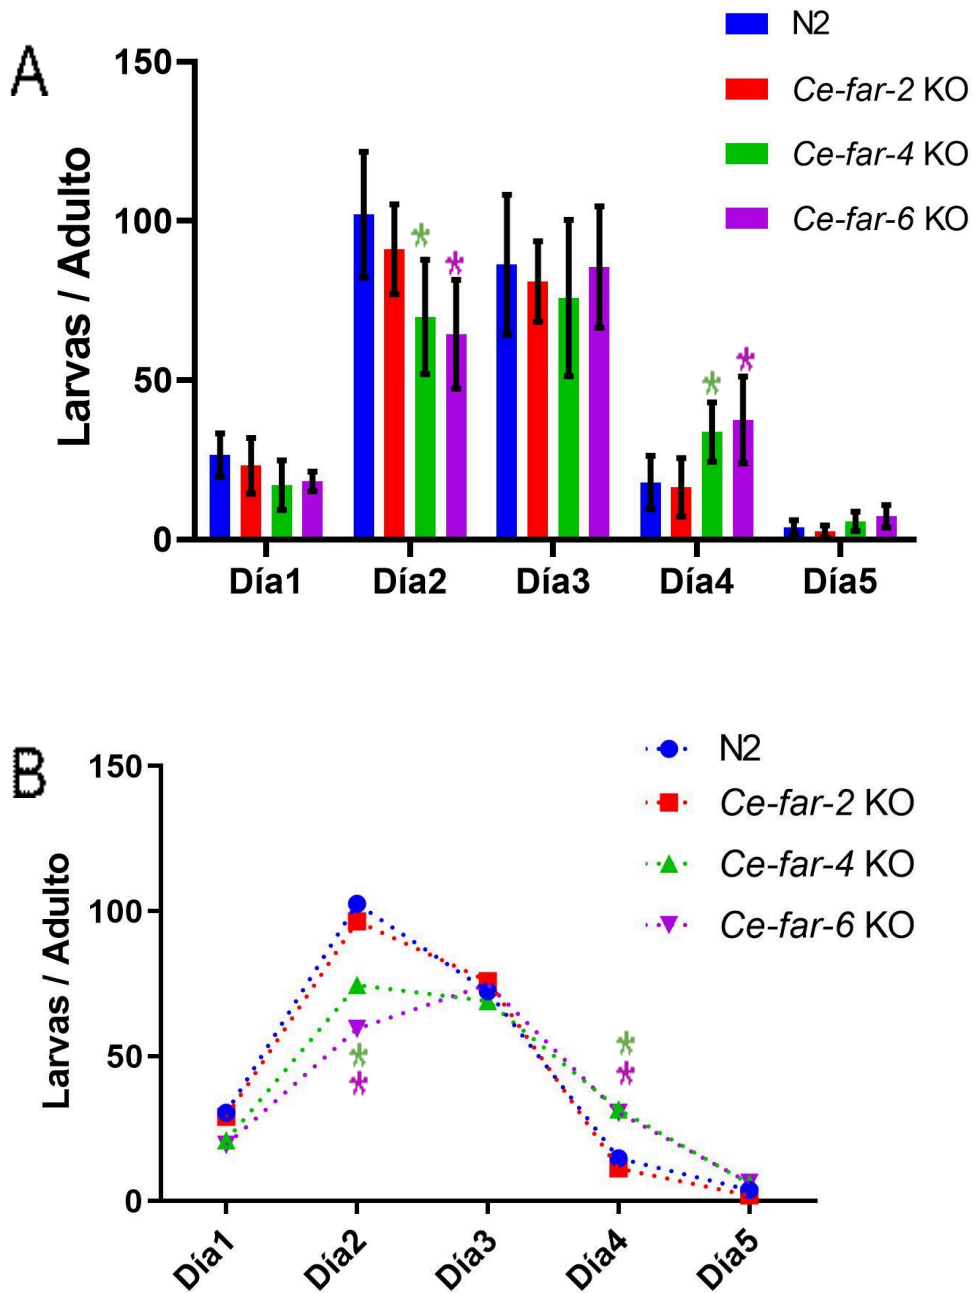 A
N2
Ce-far-2 KO
Ce-far-4 KO
Ce-far-6 KO
Larvas / Adulto
150
100
50
0
*
*
*
*
Día1 Día2 Día3 Día4 Día5
B
N2
Ce-far-2 KO
Ce-far-4 KO
Ce-far-6 KO
Larvas / Adulto
150
100
50
0
*
*
*
*
Día1 Día2 Día3 Día4 Día5